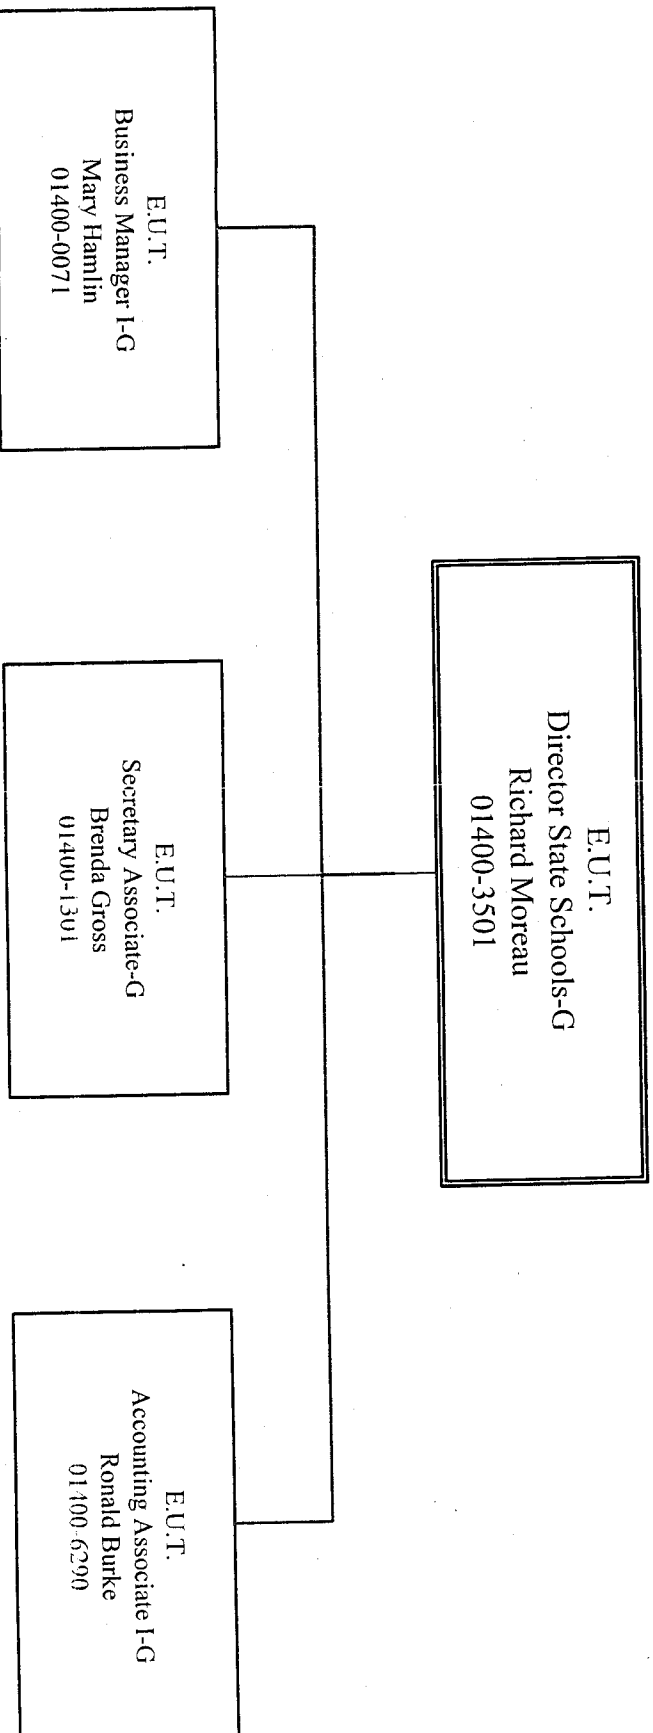 E.U.T.
Director State Schools-G
Richard Moreau
01400-3501
E.U.T.
Business Manager I-G
Mary Hamlin
01400-0071
E.U.T.
Secretary Associate-G
Brenda Gross
01400-1301
E.U.T.
Accounting Associate I-G
Ronald Burke
01400-6290